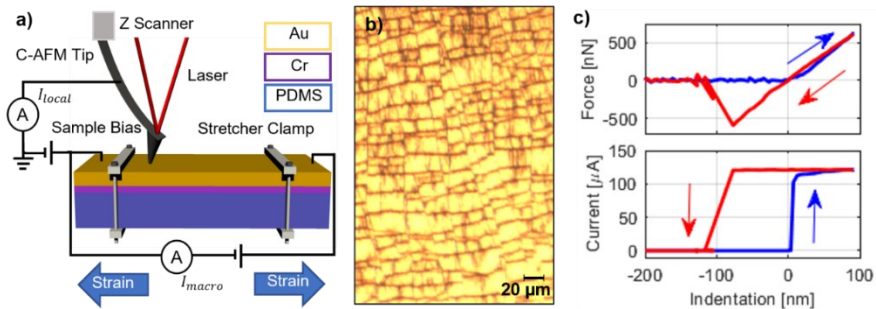 a)
Z Scanner
C-AFM Tip
Laser
Au
Cr
PDMS
I_local
A
Sample Bias
Stretcher Clamp
A
I_macro
Strain
Strain
b)
20 µm
c)
Force [nN]
500
0
-500
Current [µA]
150
100
50
0
-200
-100
0
100
Indentation [nm]